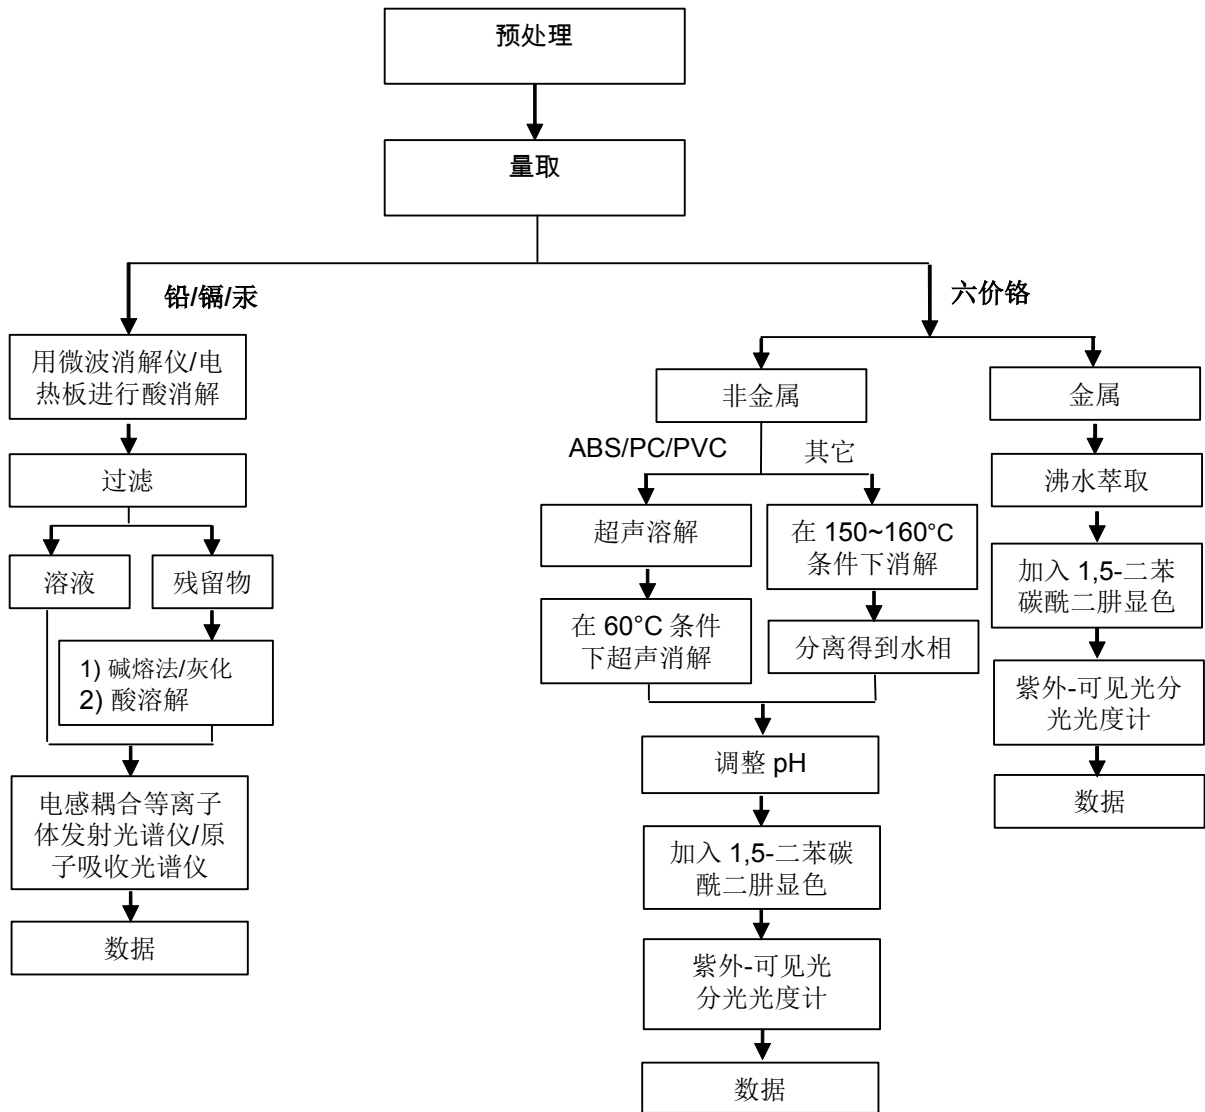 预处理
量取
铅/镉/汞
六价铬
用微波消解仪/电
热板进行酸消解
过滤
溶液
残留物
1) 碱熔法/灰化
2) 酸溶解
电感耦合等离子
体发射光谱仪/原
子吸收光谱仪
数据
非金属
ABS/PC/PVC
其它
超声溶解
在 60°C 条件
下超声消解
在 150~160°C
条件下消解
分离得到水相
调整 pH
加入 1,5-二苯碳
酰二肼显色
紫外-可见光
分光光度计
数据
金属
沸水萃取
加入 1,5-二苯
碳酰二肼显色
紫外-可见光分
光光度计
数据